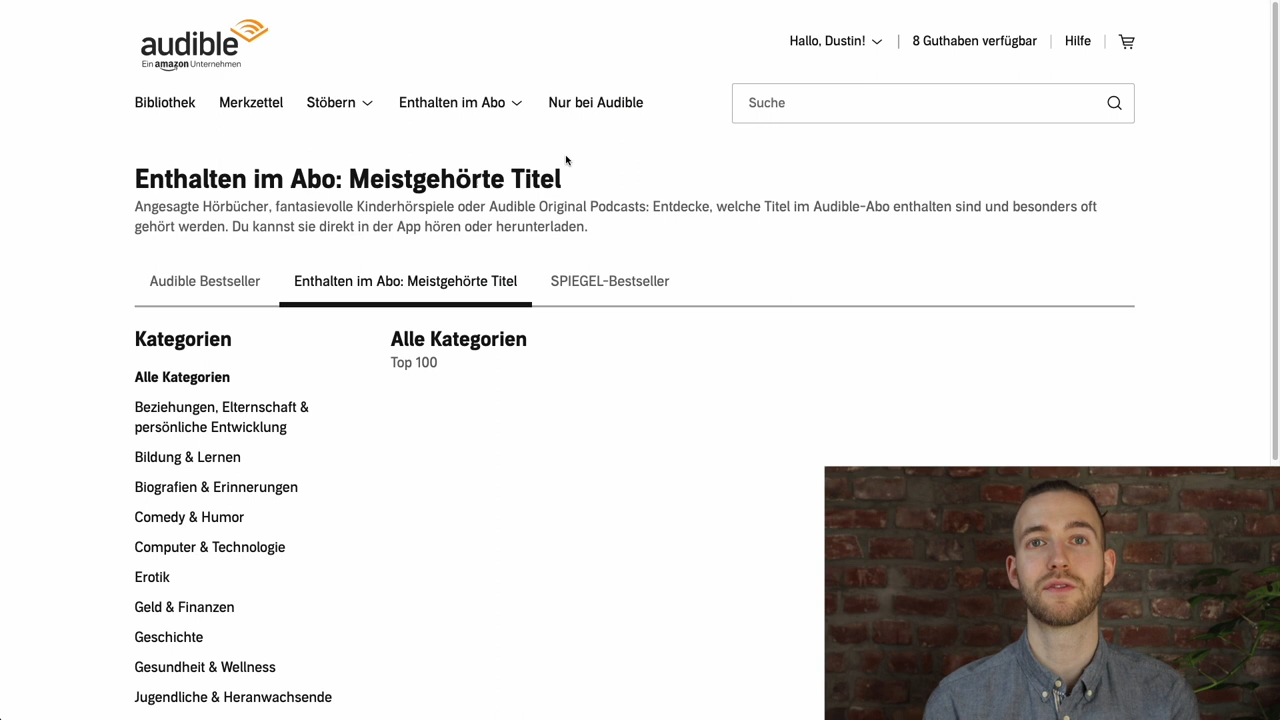 audible
Ein amazon Unternehmen
Hallo, Dustin! | 8 Guthaben verfügbar | Hilfe |
Bibliothek Merkzettel Stöbern Enthalten im Abo Nur bei Audible
Suche
Enthalten im Abo: Meistgehörte Titel
Angesagte Hörbücher, fantasievolle Kinderhörspiele oder Audible Original Podcasts: Entdecke, welche Titel im Audible-Abo enthalten sind und besonders oft
gehört werden. Du kannst sie direkt in der App hören oder herunterladen.
Audible Bestseller Enthalten im Abo: Meistgehörte Titel SPIEGEL-Bestseller
Kategorien
Alle Kategorien
Beziehungen, Elternschaft &
persönliche Entwicklung
Bildung & Lernen
Biografien & Erinnerungen
Comedy & Humor
Computer & Technologie
Erotik
Geld & Finanzen
Geschichte
Gesundheit & Wellness
Jugendliche & Heranwachsende
Alle Kategorien
Top 100